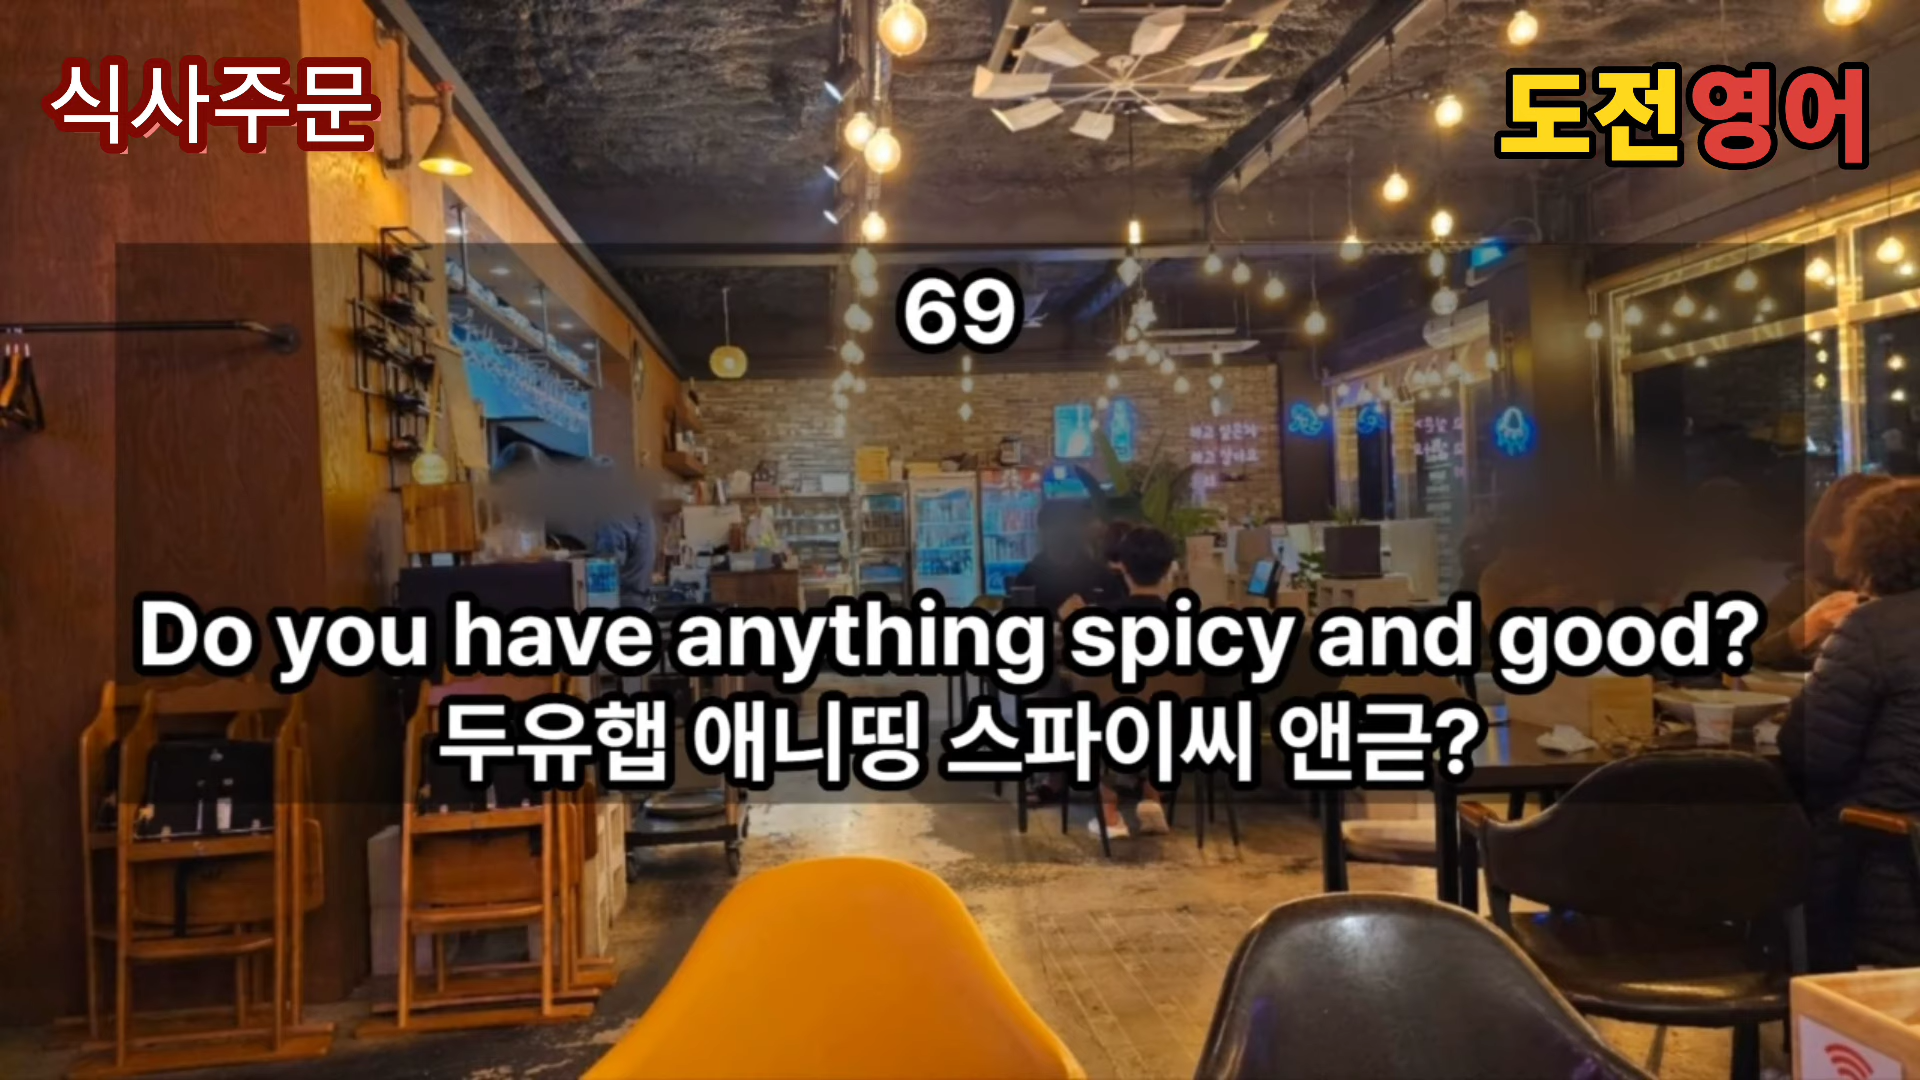 식사주문
도전영어
69
Do you have anything spicy and good?
두유햅 애니띵 스파이씨 앤귿?